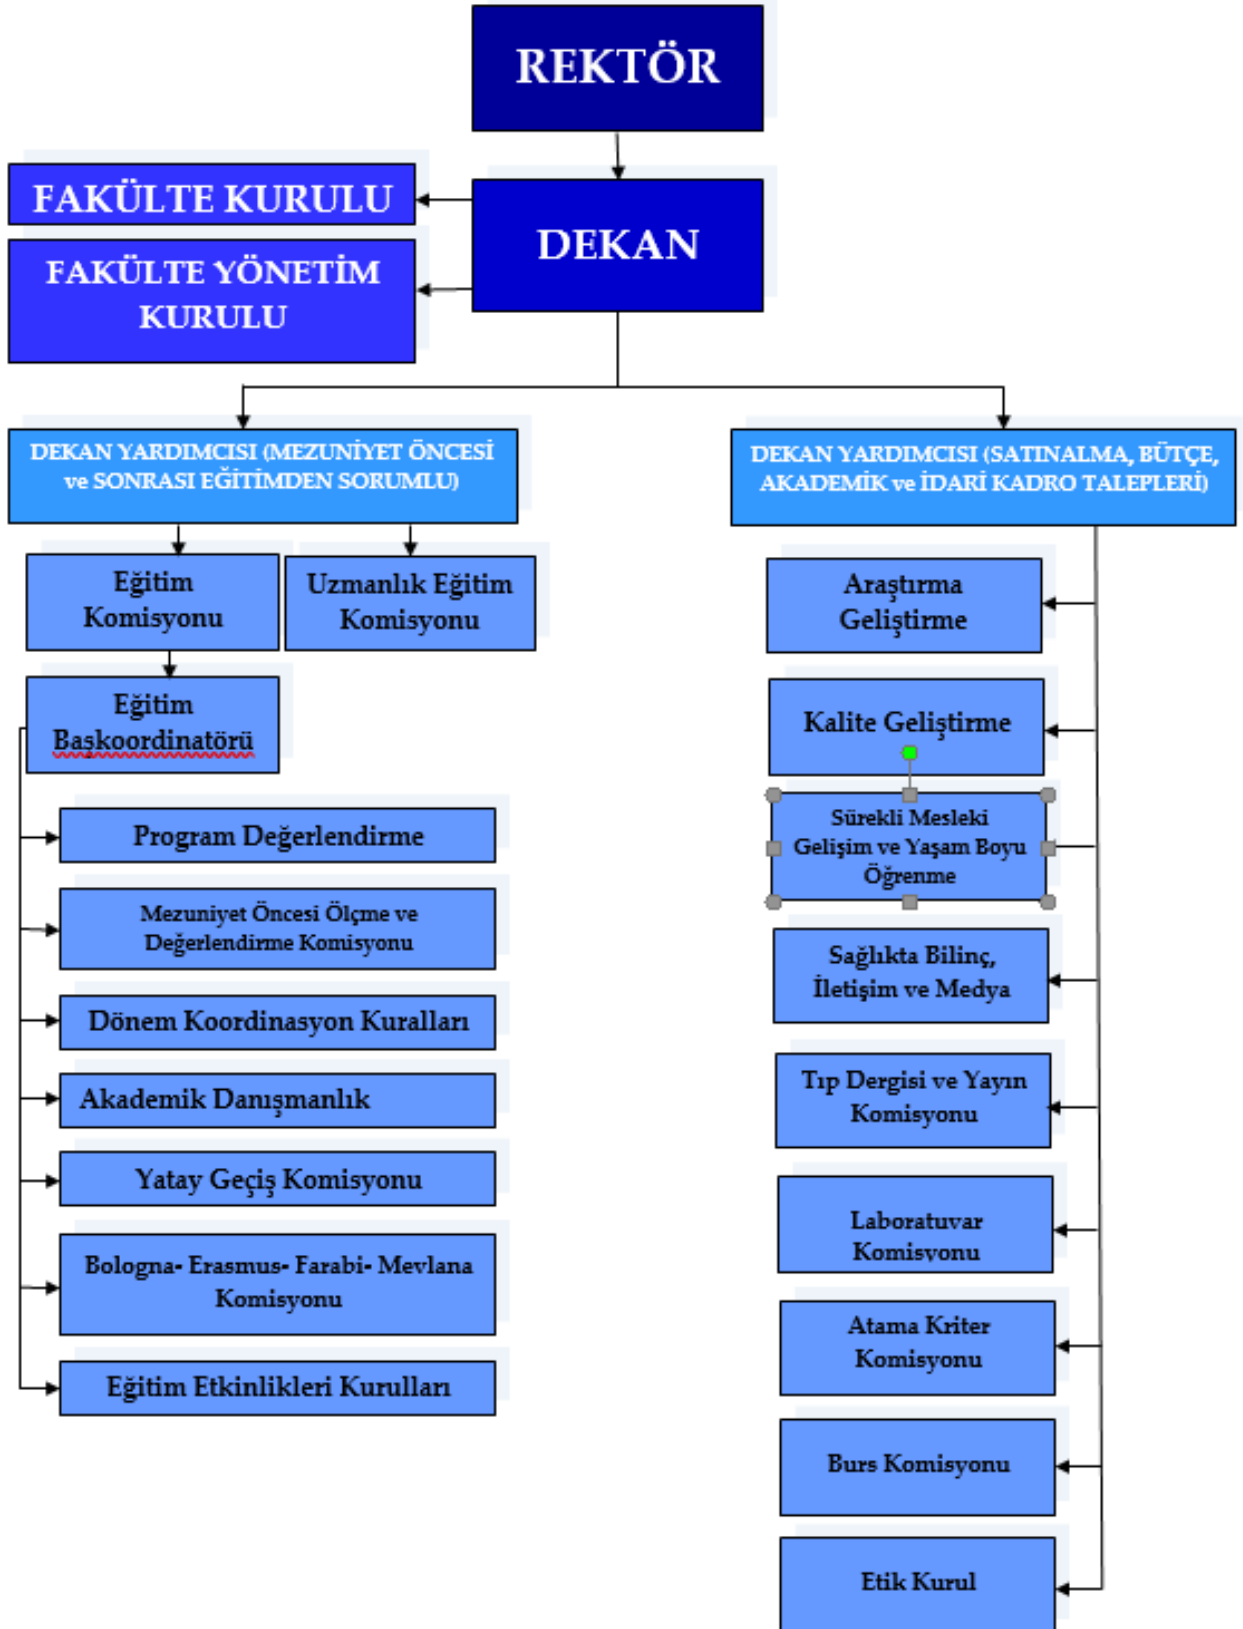 REKTÖR
FAKÜLTE KURULU
DEKAN
FAKÜLTE YÖNETİM
KURULU
DEKAN YARDIMCISI (MEZUNİYET ÖNCESİ
ve SONRASI EĞİTİMDEN SORUMLU)
Eğitim
Komisyonu
Uzmanlık Eğitim
Komisyonu
Eğitim
Başkoordinatörü
Program Değerlendirme
Mezuniyet Öncesi Ölçme ve
Değerlendirme Komisyonu
Dönem Koordinasyon Kuralları
Akademik Danışmanlık
Yatay Geçiş Komisyonu
Bologna- Erasmus- Farabi- Mevlana
Komisyonu
Eğitim Etkinlikleri Kurulları
DEKAN YARDIMCISI (SATINALMA, BÜTÇE,
AKADEMİK ve İDARİ KADRO TALEPLERİ)
Araştırma
Geliştirme
Kalite Geliştirme
Sürekli Mesleki
Gelişim ve Yaşam Boyu
Öğrenme
Sağlıkta Bilinç,
İletişim ve Medya
Tıp Dergisi ve Yayın
Komisyonu
Laboratuvar
Komisyonu
Atama Kriter
Komisyonu
Burs Komisyonu
Etik Kurul